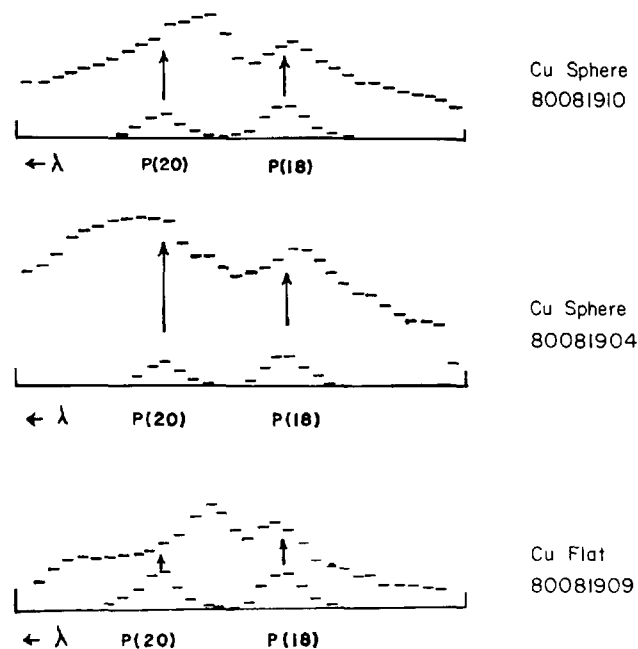 Cu Sphere
80081910
← λ P(20) P(18)
Cu Sphere
80081904
← λ P(20) P(18)
Cu Flat
80081909
← λ P(20) P(18)